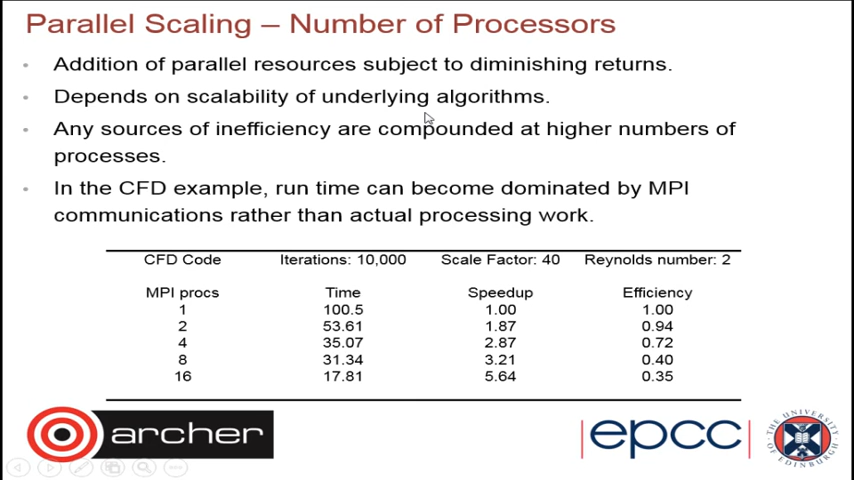 Parallel Scaling – Number of Processors
• Addition of parallel resources subject to diminishing returns.
• Depends on scalability of underlying algorithms.
• Any sources of inefficiency are compounded at higher numbers of
processes.
• In the CFD example, run time can become dominated by MPI
communications rather than actual processing work.
CFD Code Iterations: 10,000 Scale Factor: 40 Reynolds number: 2
MPI procs Time Speedup Efficiency
1 100.5 1.00 1.00
2 53.61 1.87 0.94
4 35.07 2.87 0.72
8 31.34 3.21 0.40
16 17.81 5.64 0.35
archer
epcc
THE UNIVERSITY
OF EDINBURGH